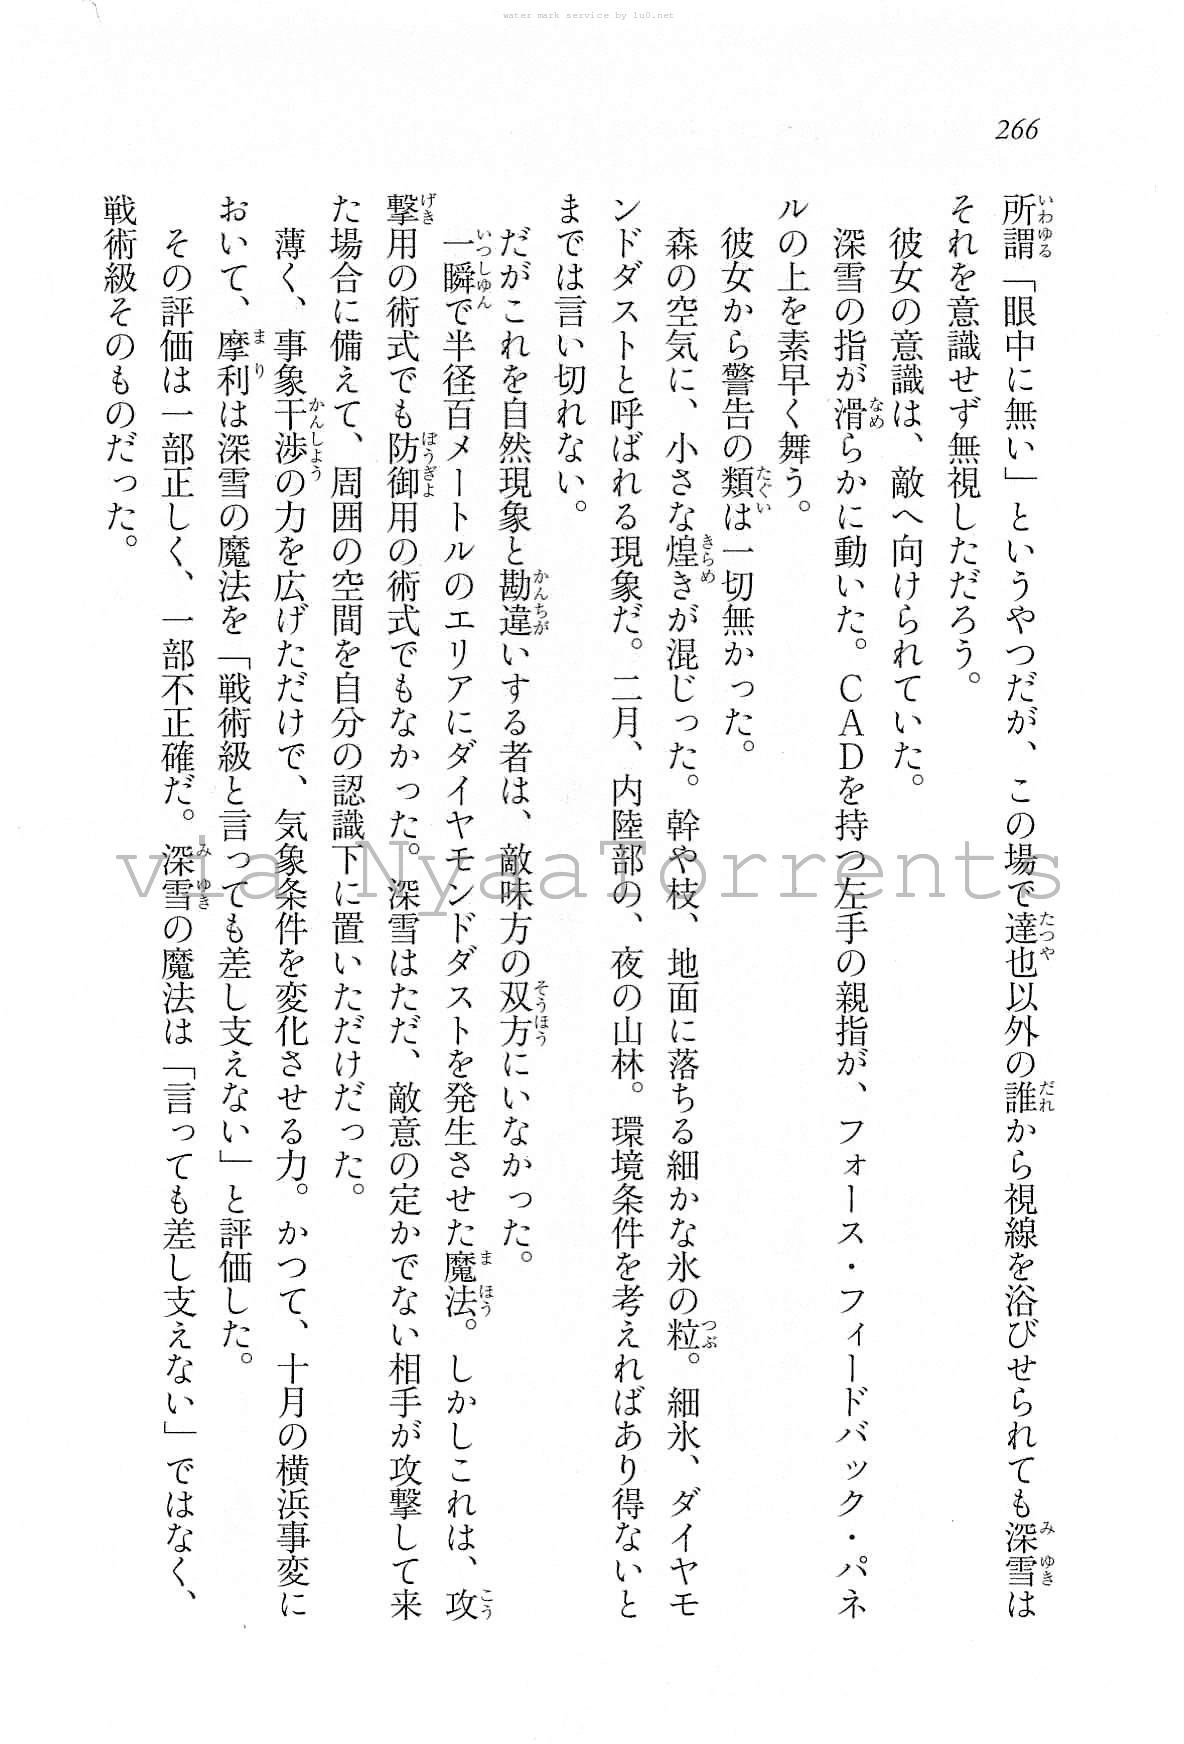 water mark service by lu0.net
266
所謂「眼中に無い」というやつだが、この場で達也以外の誰から視線を浴びせられても深雪は
それを意識せず無視しただろう。
彼女の意識は、敵へ向けられていた。
深雪の指が滑らかに動いた。ＣＡＤを持つ左手の親指が、フォース・フィードバック・パネ
ルの上を素早く舞う。
彼女から警告の類は一切無かった。
森の空気に、小さな煌きが混じった。幹や枝、地面に落ちる細かな氷の粒。細氷、ダイヤモ
ンドダストと呼ばれる現象だ。二月、内陸部の、夜の山林。環境条件を考えればあり得ないと
までは言い切れない。
だがこれを自然現象と勘違いする者は、敵味方の双方にいなかった。
一瞬で半径百メートルのエリアにダイヤモンドダストを発生させた魔法。しかしこれは、攻
撃用の術式でも防御用の術式でもなかった。深雪はただ、敵意の定かでない相手が攻撃して来
た場合に備えて、周囲の空間を自分の認識下に置いただけだった。
薄く、事象干渉の力を広げただけで、気象条件を変化させる力。かつて、十月の横浜事変に
おいて、摩利は深雪の魔法を「戦術級と言っても差し支えない」と評価した。
その評価は一部正しく、一部不正確だ。深雪の魔法は「言っても差し支えない」ではなく、
戦術級そのものだった。
via NyaaTorrents